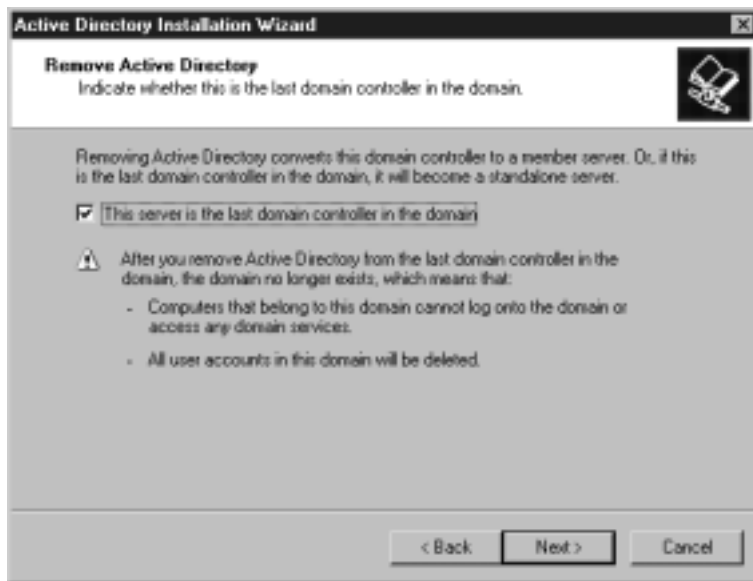 Active Directory Installation Wizard
Remove Active Directory
Indicate whether this is the last domain controller in the domain.
Removing Active Directory converts this domain controller to a member server. Or, if this
is the last domain controller in the domain, it will become a standalone server.
This server is the last domain controller in the domain
After you remove Active Directory from the last domain controller in the
domain, the domain no longer exists, which means that:
- Computers that belong to this domain cannot log onto the domain or
access any domain services.
- All user accounts in this domain will be deleted.
< Back
Next >
Cancel